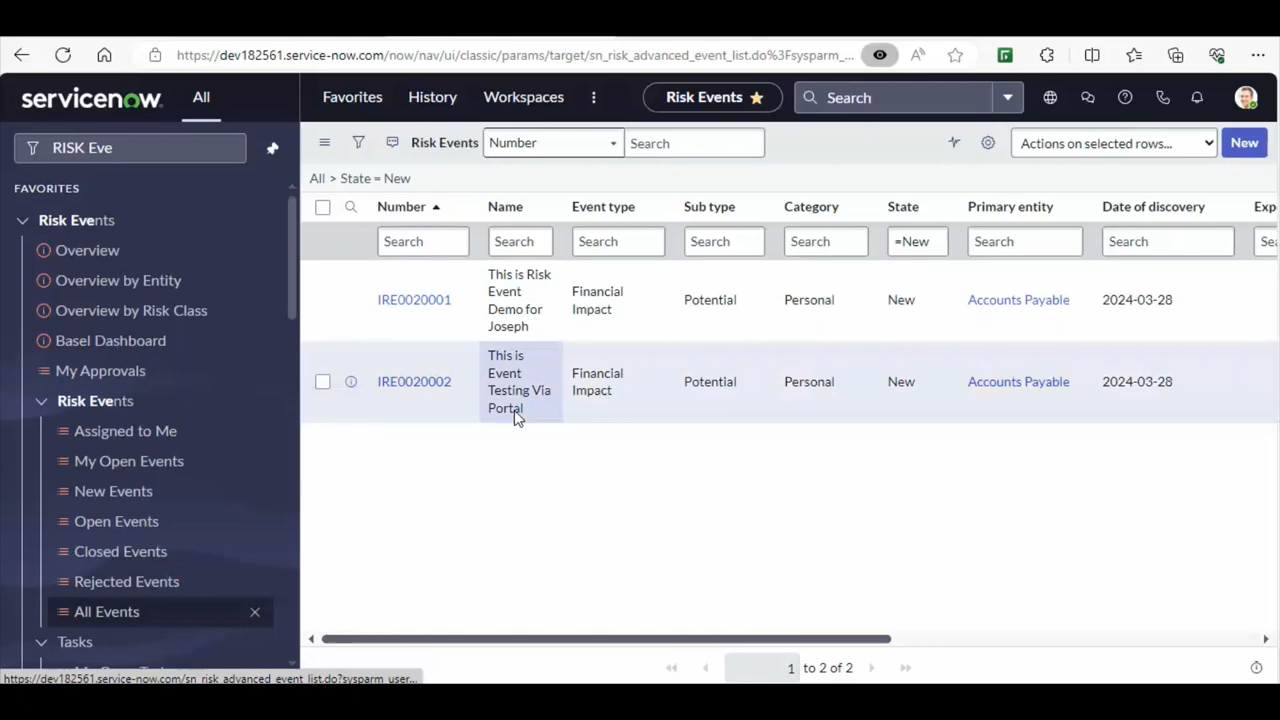 https://dev182561.service-now.com/now/nav/ui/classic/params/target/sn_risk_advanced_event_list.do%3Fsysparm_...
servicenow
All
Favorites
History
Workspaces
Risk Events
Search
RISK Eve
FAVORITES
Risk Events
Overview
Overview by Entity
Overview by Risk Class
Basel Dashboard
My Approvals
Risk Events
Assigned to Me
My Open Events
New Events
Open Events
Closed Events
Rejected Events
All Events
Tasks
https://dev182561.service-now.com/sn_risk_advanced_event_list.do?sysparm_user...
Risk Events
Number
Search
Actions on selected rows...
New
All > State = New
Number Name Event type Sub type Category State Primary entity Date of discovery Exp
Search Search Search Search Search =New Search Search Se
IRE0020001
This is Risk
Event
Demo for
Joseph
Financial
Impact
Potential
Personal
New
Accounts Payable
2024-03-28
IRE0020002
This is
Event
Testing Via
Portal
Financial
Impact
Potential
Personal
New
Accounts Payable
2024-03-28
1 to 2 of 2